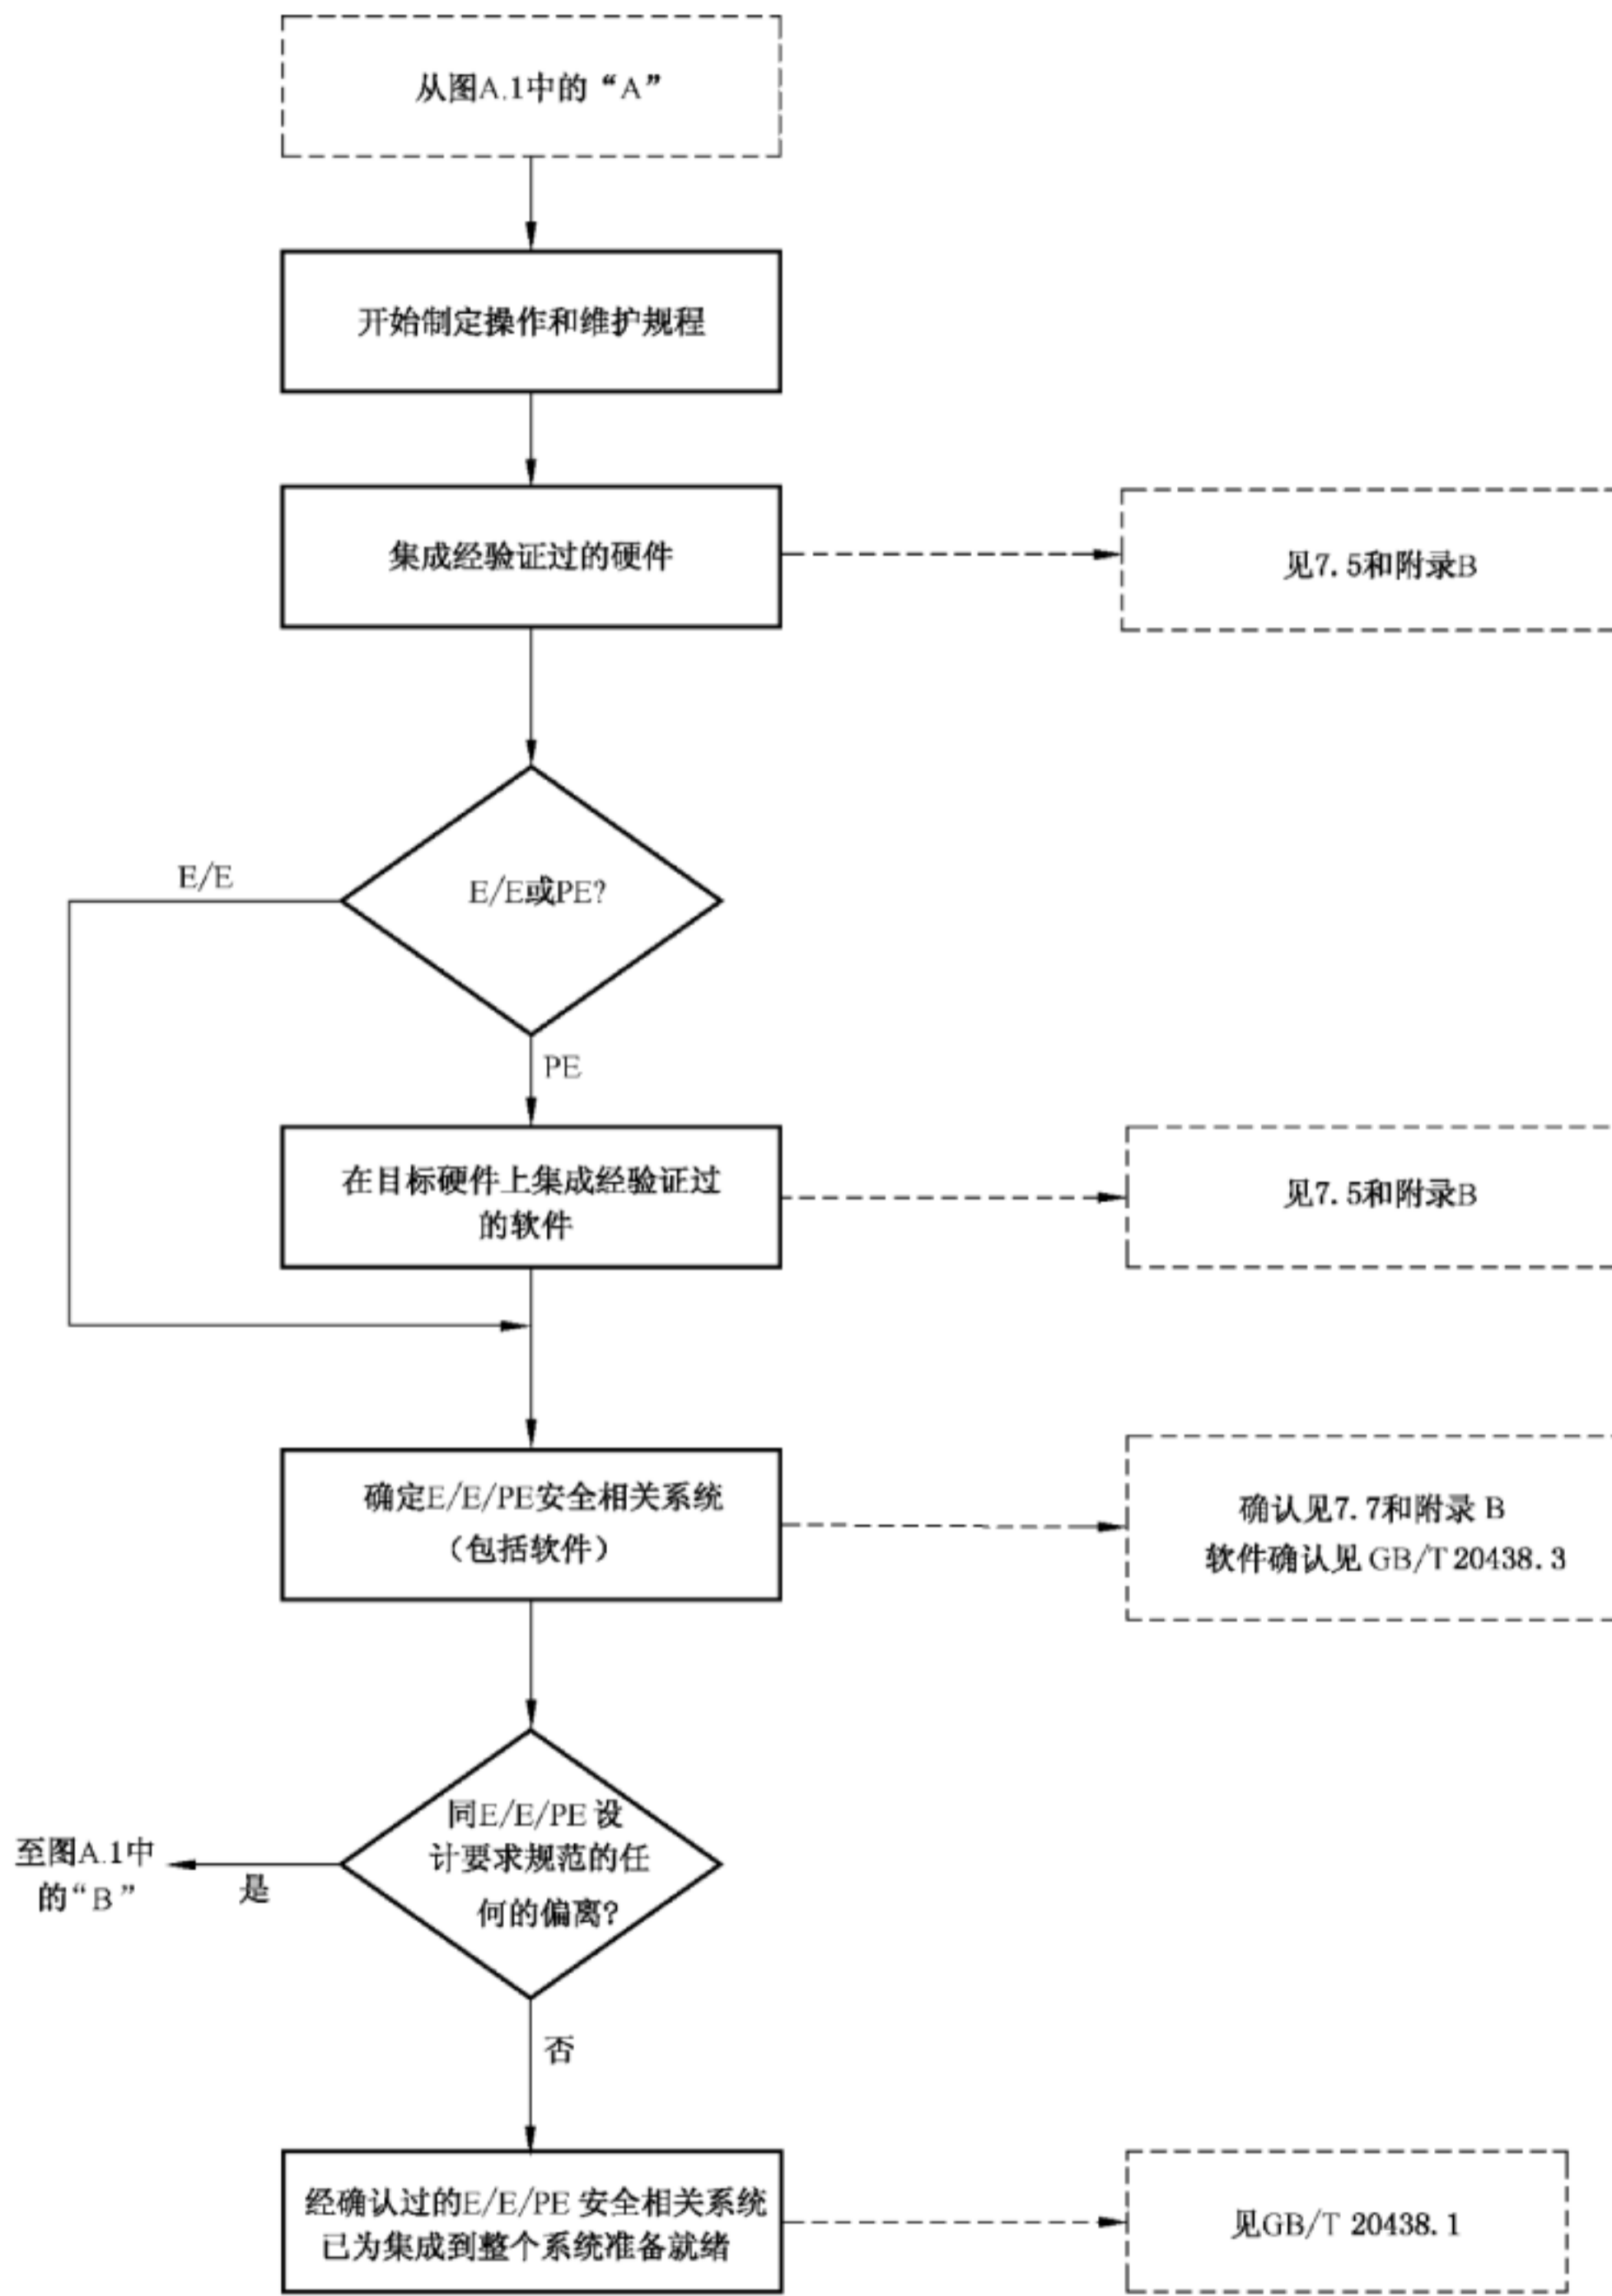 从图A.1中的“A”
开始制定操作和维护规程
集成经验证过的硬件
见7.5和附录B
E/E
E/E或PE?
PE
在目标硬件上集成经验证过
的软件
见7.5和附录B
确定E/E/PE安全相关系统
（包括软件）
确认见7.7和附录 B
软件确认见 GB/T 20438.3
同E/E/PE 设
计要求规范的任
何的偏离?
至图A.1中
的“B”
是
否
经确认过的E/E/PE 安全相关系统
已为集成到整个系统准备就绪
见GB/T 20438.1